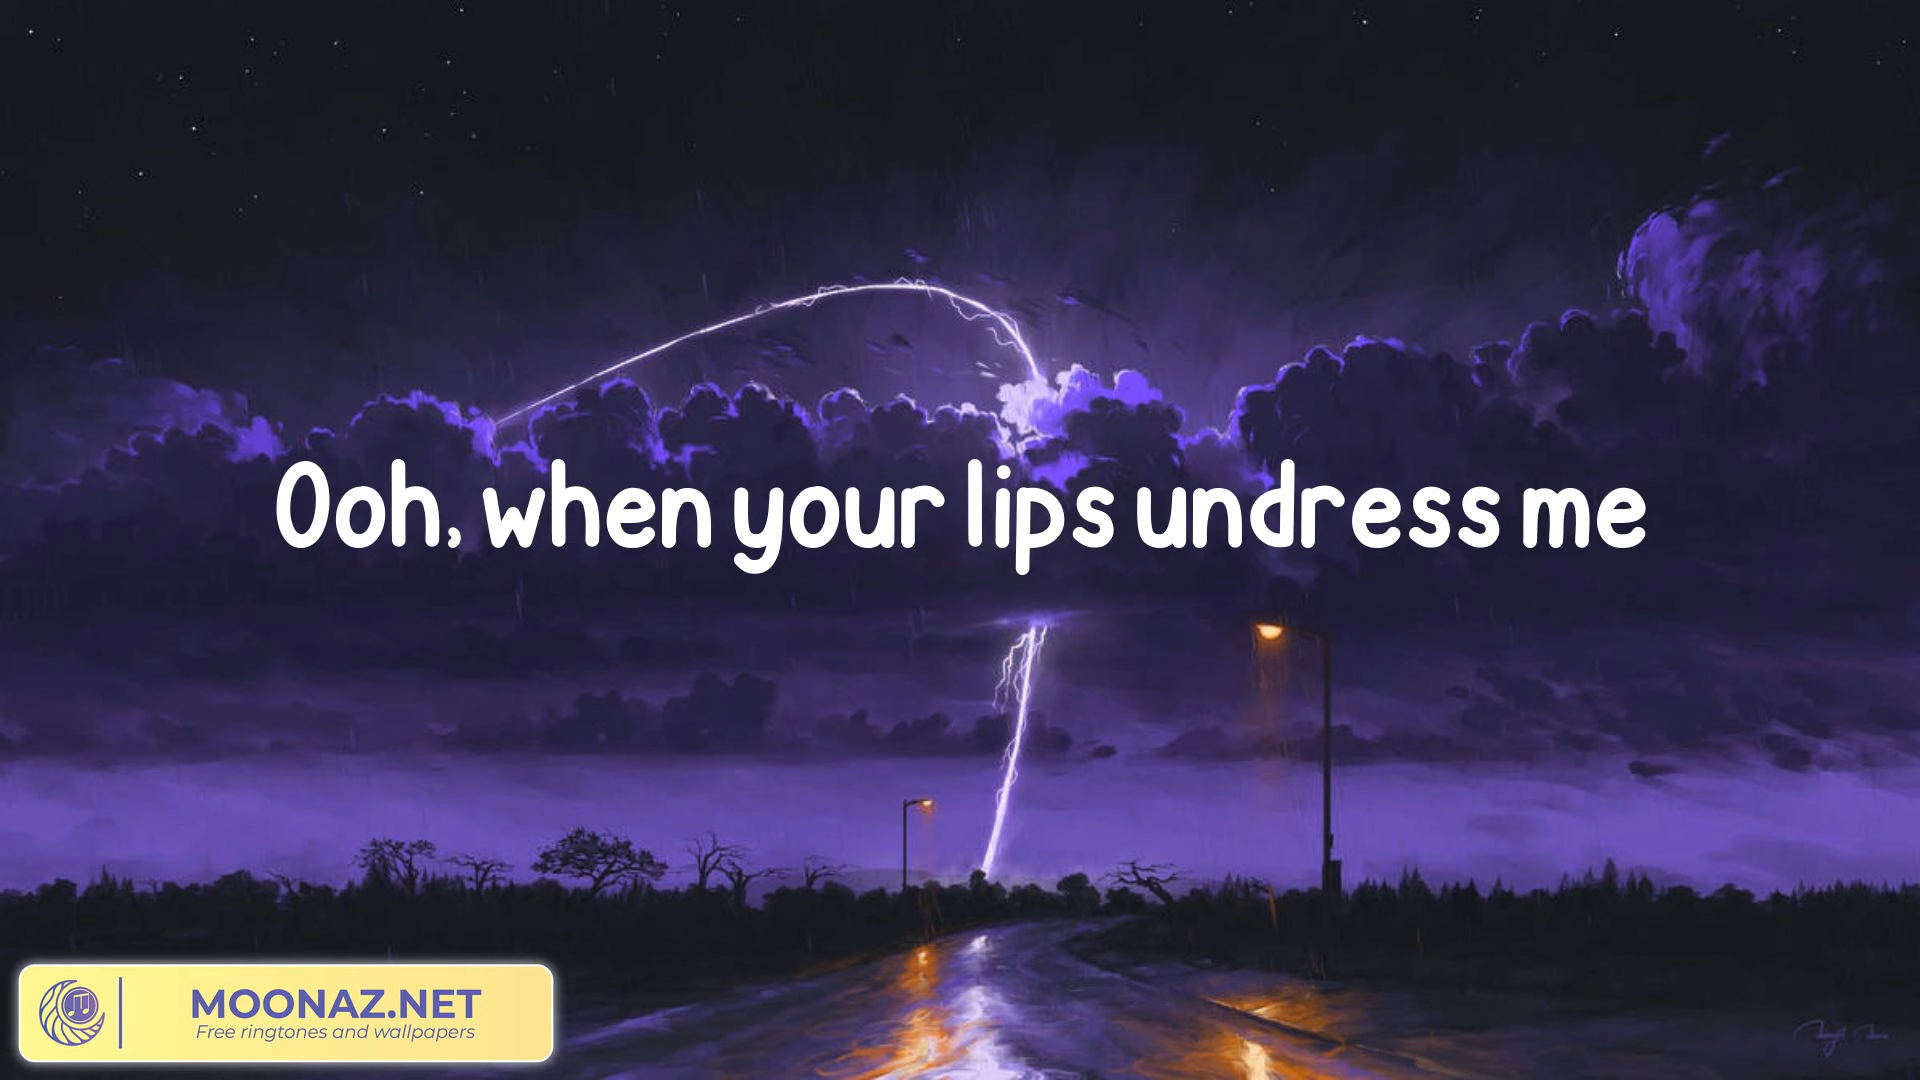 Ooh, when your lips undress me
MOONAZ.NET
Free ringtones and wallpapers